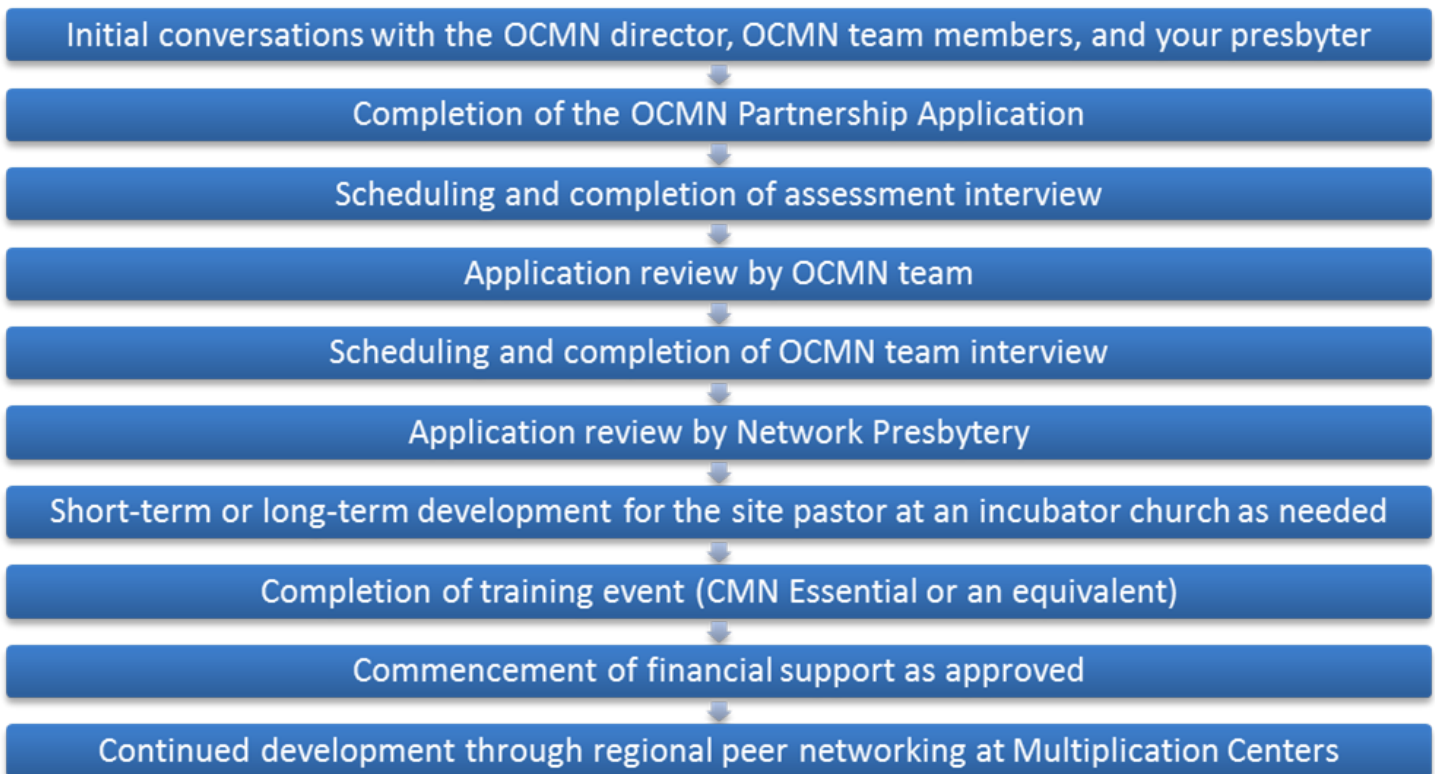 Initial conversations with the OCMN director, OCMN team members, and your presbyter
Completion of the OCMN Partnership Application
Scheduling and completion of assessment interview
Application review by OCMN team
Scheduling and completion of OCMN team interview
Application review by Network Presbytery
Short-term or long-term development for the site pastor at an incubator church as needed
Completion of training event (CMN Essential or an equivalent)
Commencement of financial support as approved
Continued development through regional peer networking at Multiplication Centers